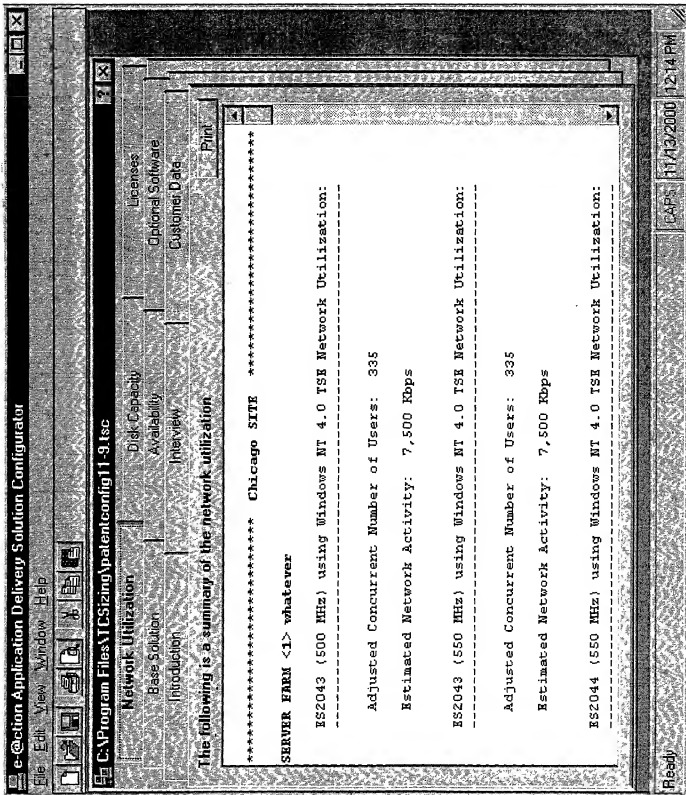 e-@ction Application Delivery Solution Configurator
File Edit View Window Help
C:\Program Files\TCSizing\patentconfig11-9.tsc
Network Utilization Disk Capacity Licenses
Base Solution Availability Optional Software
Introduction Interview Customer Data
The following is a summary of the network utilization
Print
******************** Chicago SITE ********************
SERVER FARM <1> whatever
ES2043 (500 MHz) using Windows NT 4.0 TSE Network Utilization:
------------------------------------------------------------
Adjusted Concurrent Number of Users: 335
Estimated Network Activity: 7,500 Kbps
ES2043 (550 MHz) using Windows NT 4.0 TSE Network Utilization:
------------------------------------------------------------
Adjusted Concurrent Number of Users: 335
Estimated Network Activity: 7,500 Kbps
ES2044 (550 MHz) using Windows NT 4.0 TSE Network Utilization:
------------------------------------------------------------
Ready CAPS 11/13/2000 12:14 PM